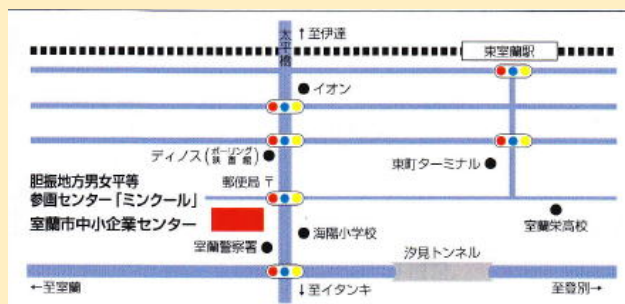 ↑至伊達
太平橋
東室蘭駅
イオン
ディノス(ボーリング 映画館)
東町ターミナル
郵便局 〒
胆振地方男女平等
参画センター「ミンクール」
室蘭市中小企業センター
室蘭栄高校
海陽小学校
室蘭警察署
汐見トンネル
←至室蘭
↓至イタンキ
至登別→